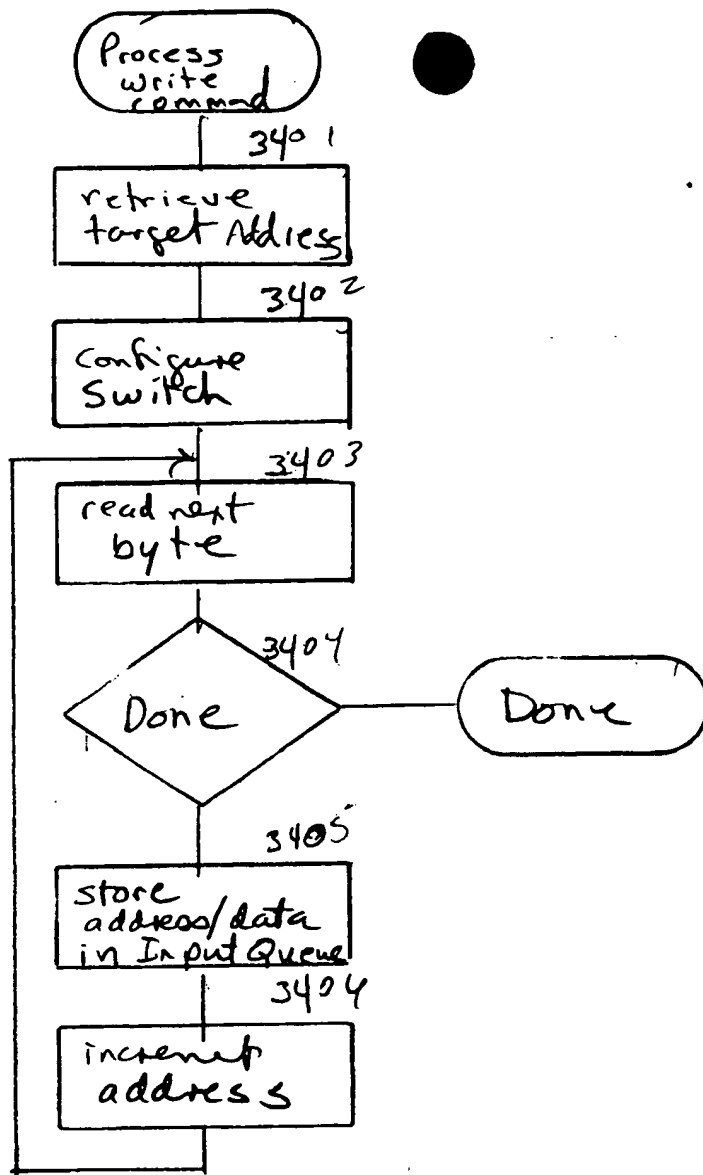 Process
write
command
3401
retrieve
target Address
3402
configure
Switch
3403
read next
byte
3404
Done
Done
3405
store
address/data
in Input Queue
3404
incremet
address